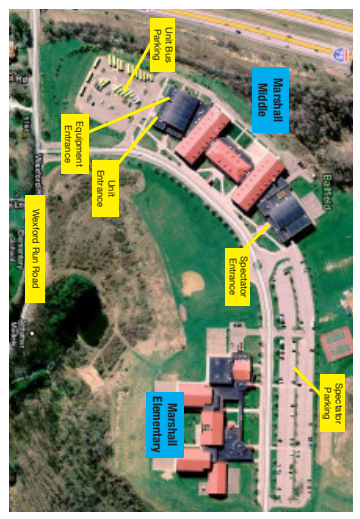 Unit Bus
Parking
Marshall
Middle
Equipment
Entrance
Unit
Entrance
Wexford Run Road
Spectator
Entrance
Spectator
Parking
Marshall
Elementary